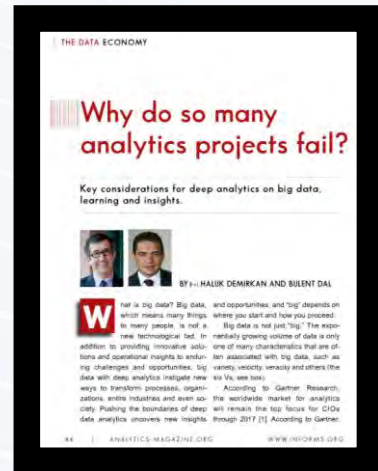 THE DATA ECONOMY
Why do so many
analytics projects fail?
Key considerations for deep analytics on big data,
learning and insights.
BY HALUK DEMIRKAN AND BULENT DAL
What is big data? Big data,
which means many things
to many people, is not a
new technological fad. In
addition to providing innovative solu-
tions and operational insights to endur-
ing challenges and opportunities, big
data with deep analytics instigate new
ways to transform processes, organi-
zations, entire industries and even so-
ciety. Pushing the boundaries of deep
data analytics uncovers new insights
and opportunities, and "big" depends on
where you start and how you proceed.
Big data is not just "big." The expo-
nentially growing volume of data is only
one of many characteristics that are of-
ten associated with big data, such as
variety, velocity, veracity and others (the
six Vs; see box).
According to Gartner Research,
the worldwide market for analytics
will remain the top focus for CIOs
through 2017 [1]. According to Gartner,
| ANALYTICS-MAGAZINE.ORG
WWW.INFORMS.ORG